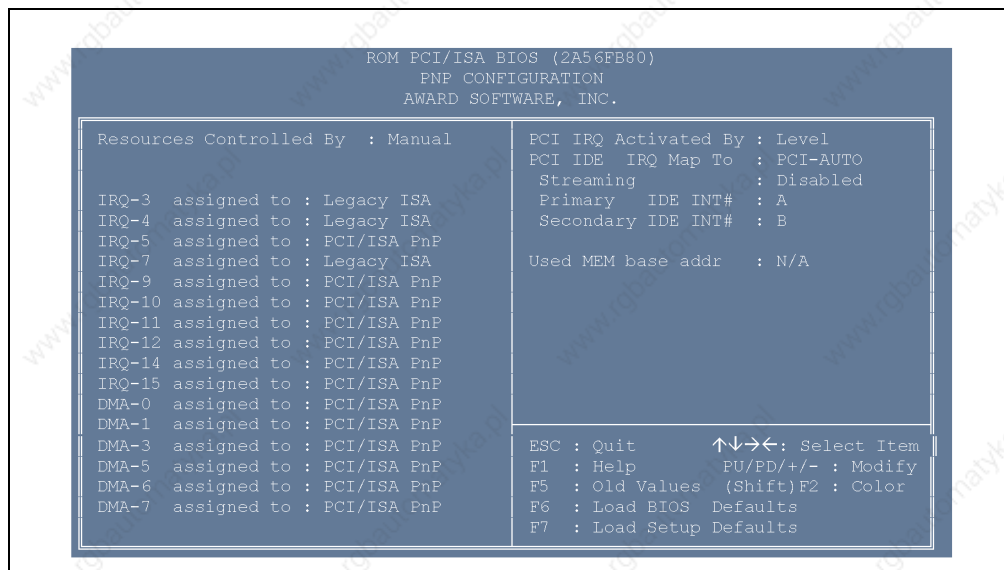 ROM PCI/ISA BIOS (2A56FB80)
PNP CONFIGURATION
AWARD SOFTWARE, INC.
Resources Controlled By : Manual
IRQ-3 assigned to : Legacy ISA
IRQ-4 assigned to : Legacy ISA
IRQ-5 assigned to : PCI/ISA PnP
IRQ-7 assigned to : Legacy ISA
IRQ-9 assigned to : PCI/ISA PnP
IRQ-10 assigned to : PCI/ISA PnP
IRQ-11 assigned to : PCI/ISA PnP
IRQ-12 assigned to : PCI/ISA PnP
IRQ-14 assigned to : PCI/ISA PnP
IRQ-15 assigned to : PCI/ISA PnP
DMA-0 assigned to : PCI/ISA PnP
DMA-1 assigned to : PCI/ISA PnP
DMA-3 assigned to : PCI/ISA PnP
DMA-5 assigned to : PCI/ISA PnP
DMA-6 assigned to : PCI/ISA PnP
DMA-7 assigned to : PCI/ISA PnP
PCI IRQ Activated By : Level
PCI IDE IRQ Map To : PCI-AUTO
Streaming : Disabled
Primary IDE INT# : A
Secondary IDE INT# : B
Used MEM base addr : N/A
ESC : Quit ↑↓→←: Select Item
F1 : Help PU/PD/+/- : Modify
F5 : Old Values (Shift)F2 : Color
F6 : Load BIOS Defaults
F7 : Load Setup Defaults
www.rgbautomatyka.pl